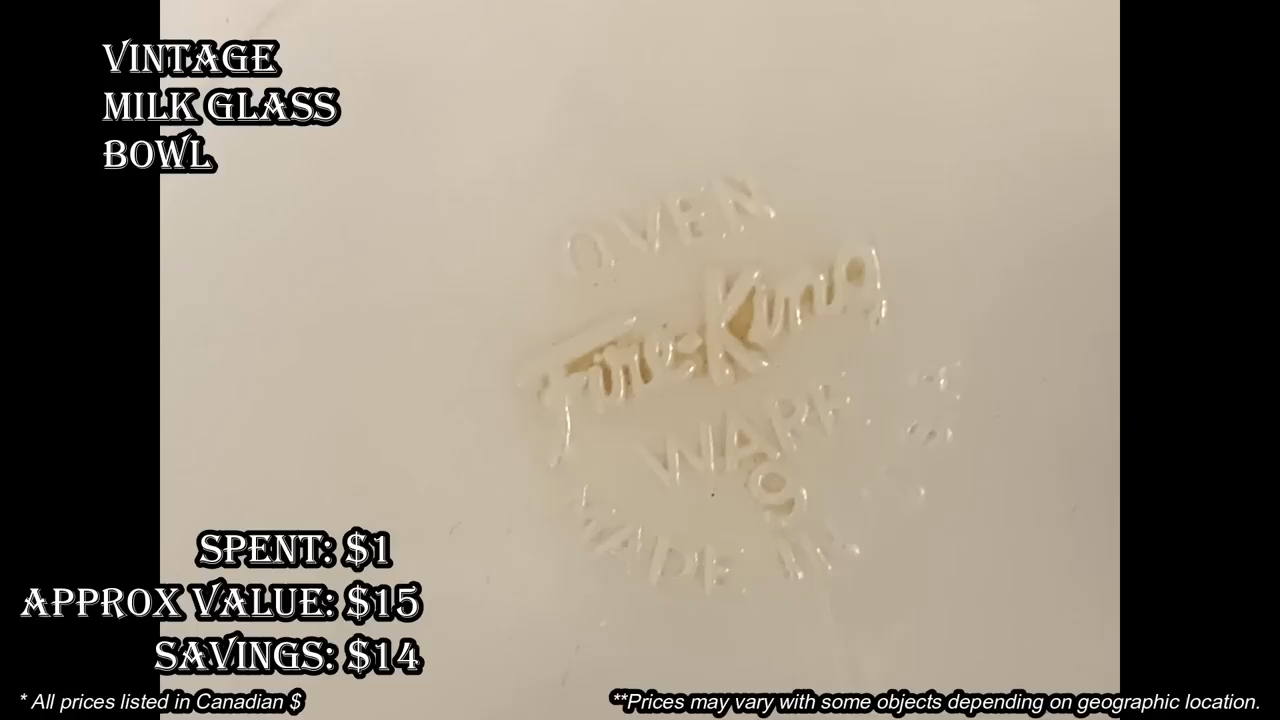 VINTAGE
MILK GLASS
BOWL
OVEN
Fire-King
WARE
9
MADE IN
SPENT: $1
APPROX VALUE: $15
SAVINGS: $14
* All prices listed in Canadian $
**Prices may vary with some objects depending on geographic location.